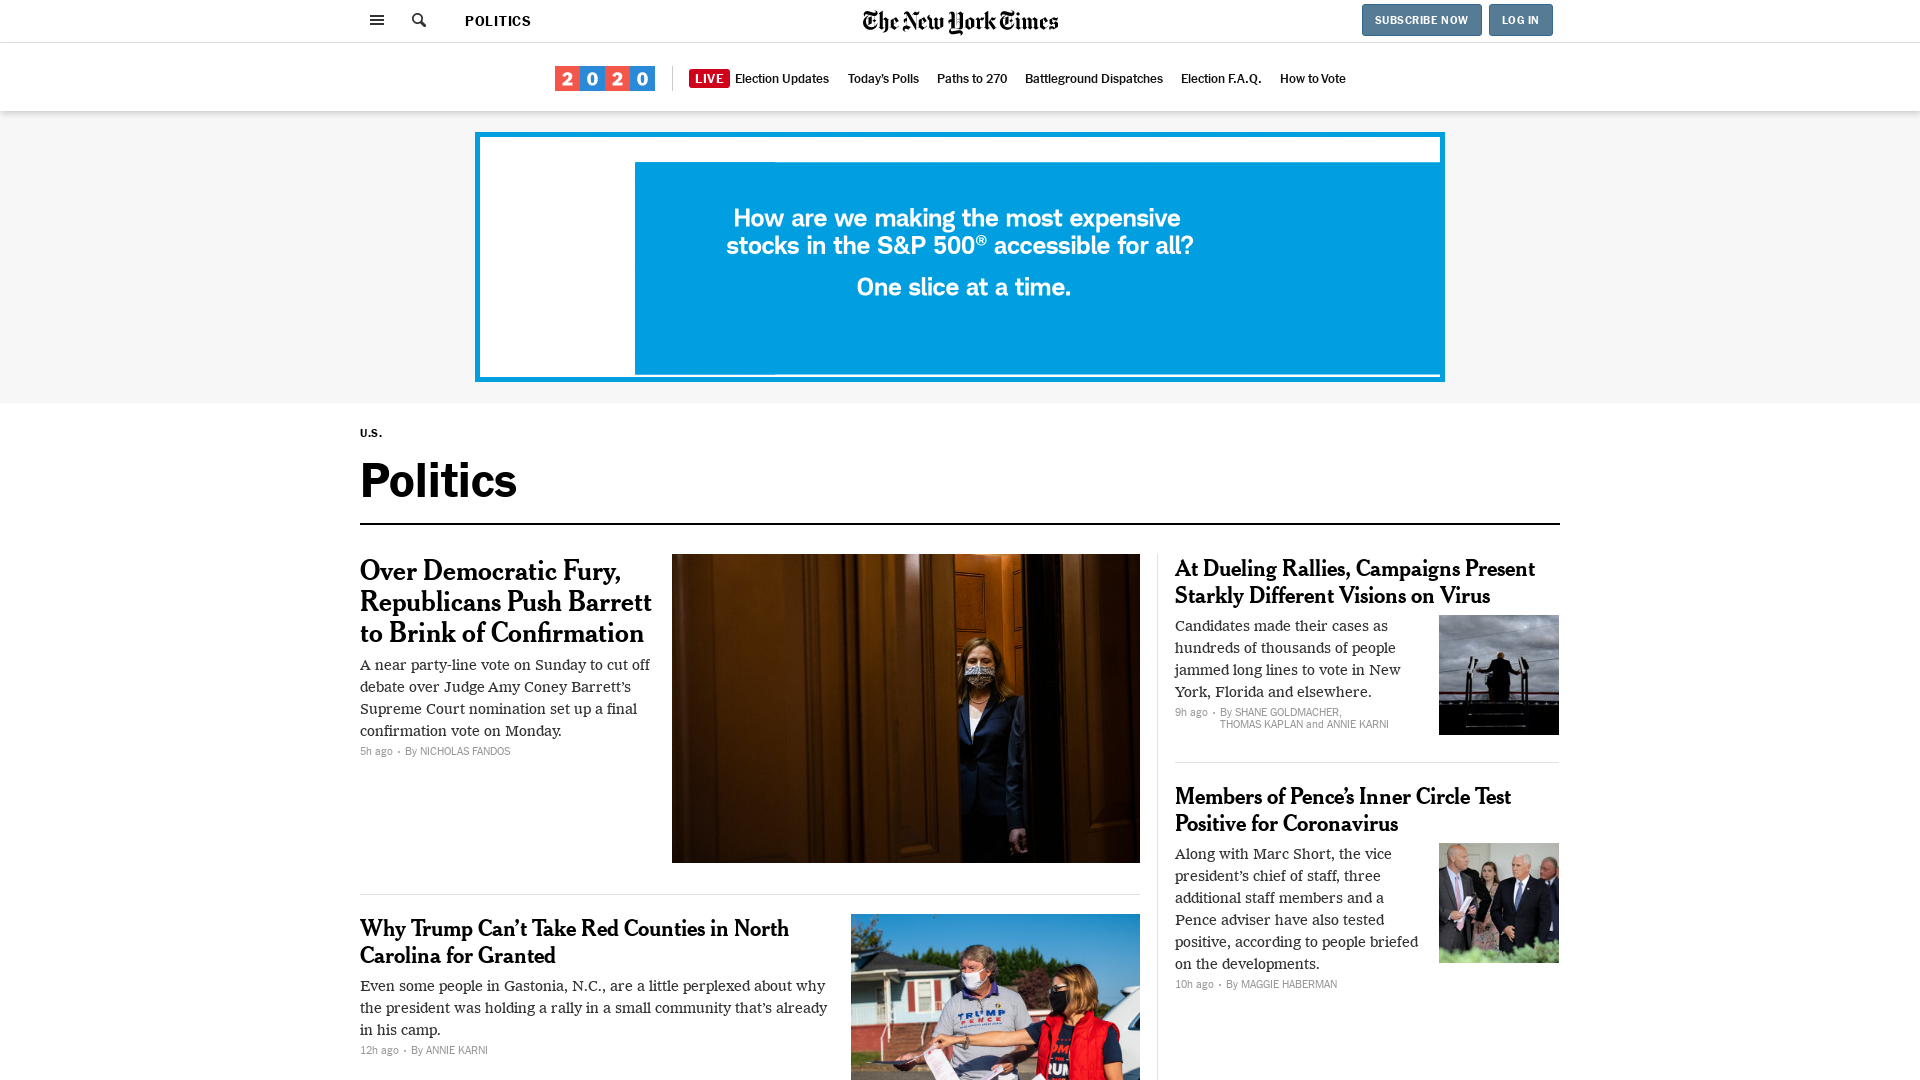 POLITICS
The New York Times
SUBSCRIBE NOW
LOG IN
2020
LIVE Election Updates
Today's Polls
Paths to 270
Battleground Dispatches
Election F.A.Q.
How to Vote
How are we making the most expensive
stocks in the S&P 500® accessible for all?
One slice at a time.
U.S.
Politics
Over Democratic Fury,
Republicans Push Barrett
to Brink of Confirmation
A near party-line vote on Sunday to cut off
debate over Judge Amy Coney Barrett’s
Supreme Court nomination set up a final
confirmation vote on Monday.
5h ago · By NICHOLAS FANDOS
Why Trump Can’t Take Red Counties in North
Carolina for Granted
Even some people in Gastonia, N.C., are a little perplexed about why
the president was holding a rally in a small community that’s already
in his camp.
12h ago · By ANNIE KARNI
TRUMP
PENCE
At Dueling Rallies, Campaigns Present
Starkly Different Visions on Virus
Candidates made their cases as
hundreds of thousands of people
jammed long lines to vote in New
York, Florida and elsewhere.
9h ago · By SHANE GOLDMACHER,
THOMAS KAPLAN and ANNIE KARNI
Members of Pence’s Inner Circle Test
Positive for Coronavirus
Along with Marc Short, the vice
president’s chief of staff, three
additional staff members and a
Pence adviser have also tested
positive, according to people briefed
on the developments.
10h ago · By MAGGIE HABERMAN